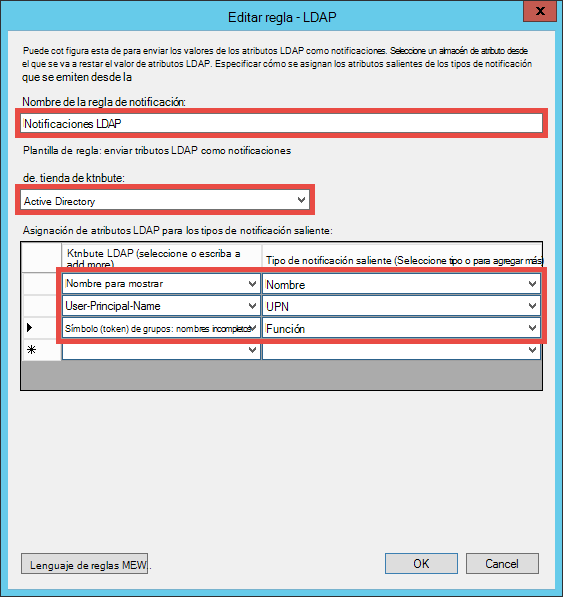 Editar regla - LDAP
X
Puede cot figura esta de para enviar los valores de los atributos LDAP como notificaciones. Seleccione un almacén de atributo desde
el que se va a restar el valor de atributos LDAP. Especificar cómo se asignan los atributos salientes de los tipos de notificación
que se emiten desde la
Nombre de la regla de notificación:
Notificaciones LDAP
Plantilla de regla: enviar tributos LDAP como notificaciones
de. tienda de ktnbute:
Active Directory
Asignación de atributos LDAP para los tipos de notificación saliente:
Ktnbute LDAP (seleccione o escriba a
add more)
Tipo de notificación saliente (Seleccione tipo o para agregar más)
Nombre para mostrar
Nombre
User-Principal-Name
UPN
Símbolo (token) de grupos: nombres incompletos
Función
Lenguaje de reglas MEW..
OK
Cancel